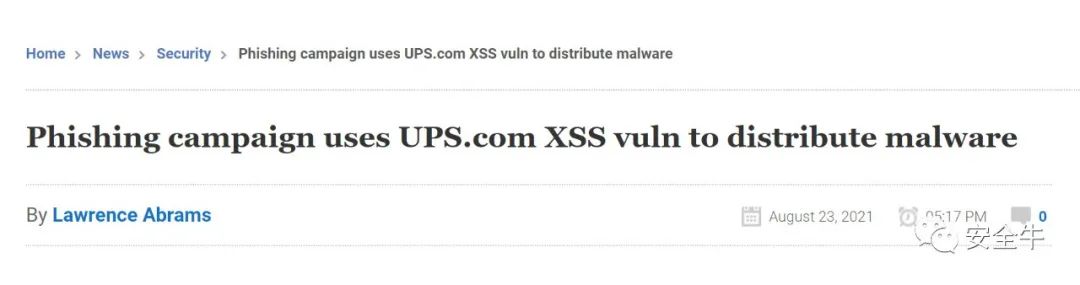 Home > News > Security > Phishing campaign uses UPS.com XSS vuln to distribute malware
Phishing campaign uses UPS.com XSS vuln to distribute malware
By Lawrence Abrams August 23, 2021 05:17 PM 0
安全牛